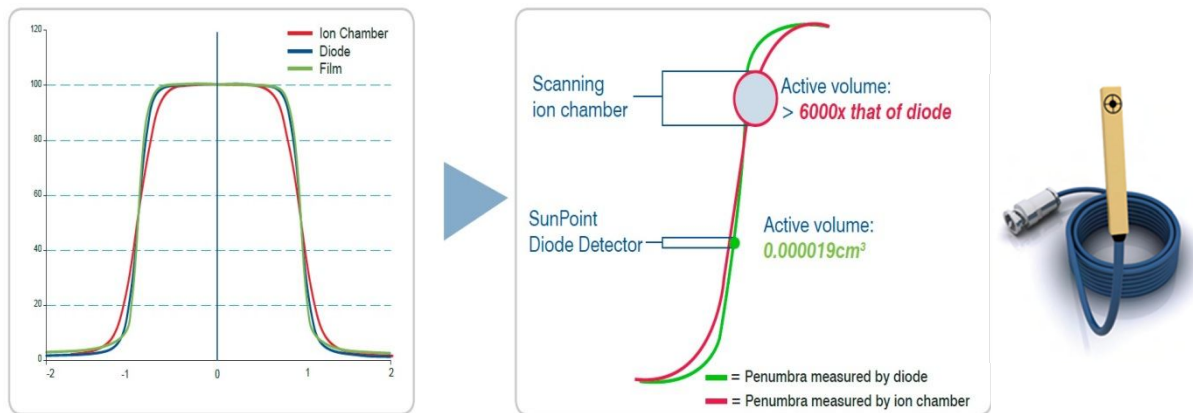 120
100
80
60
40
20
0
-2
-1
0
1
2
Ion Chamber
Diode
Film
Scanning
ion chamber
Active volume:
> 6000x that of diode
SunPoint
Diode Detector
Active volume:
0.000019cm³
= Penumbra measured by diode
= Penumbra measured by ion chamber